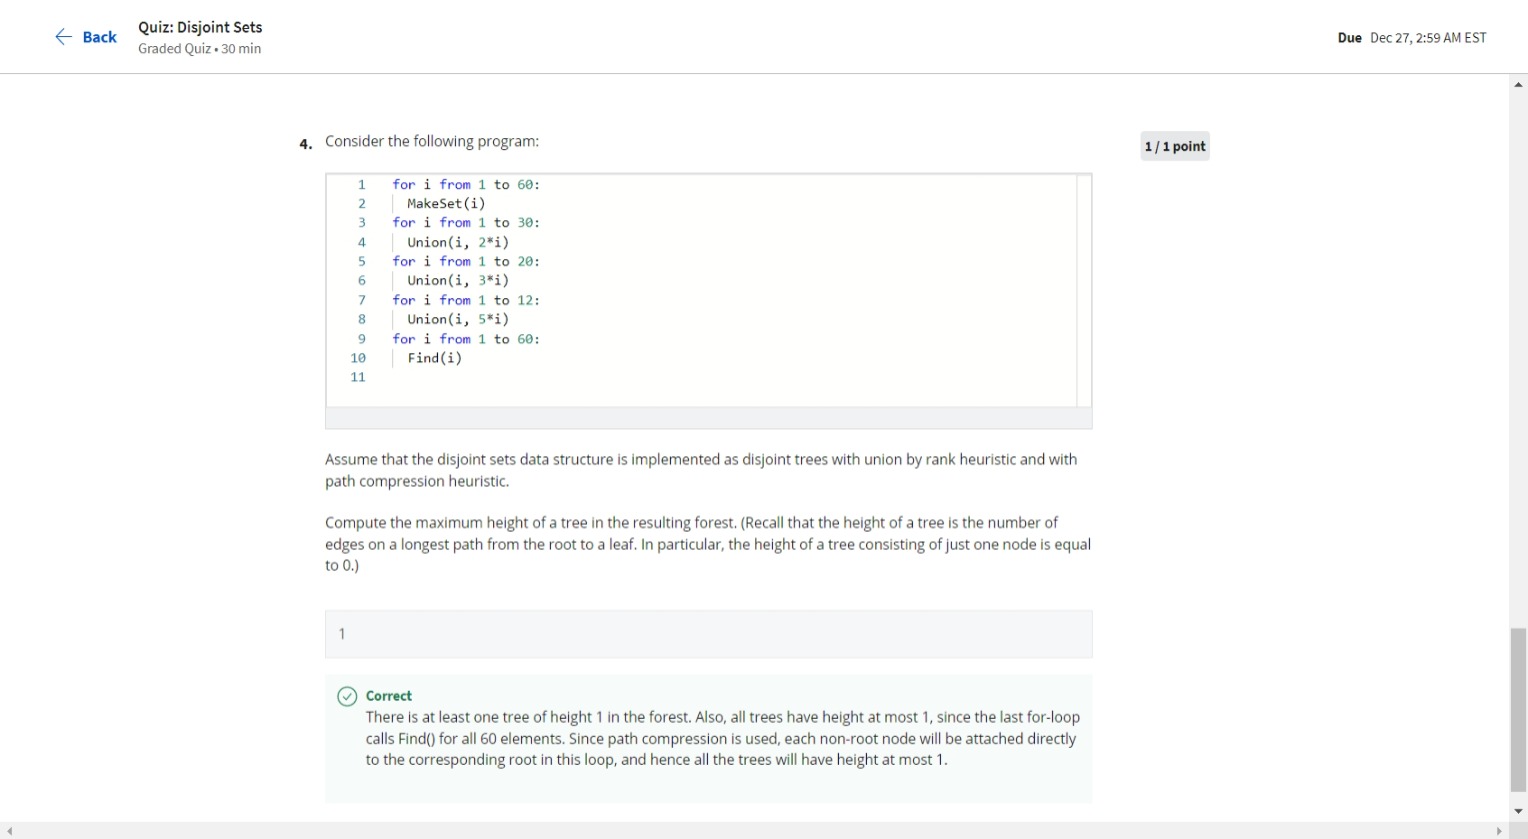 Back
Quiz: Disjoint Sets
Graded Quiz • 30 min
Due Dec 27, 2:59 AM EST
4. Consider the following program:
1 / 1 point
1 for i from 1 to 60:
2 MakeSet(i)
3 for i from 1 to 30:
4 Union(i, 2*i)
5 for i from 1 to 20:
6 Union(i, 3*i)
7 for i from 1 to 12:
8 Union(i, 5*i)
9 for i from 1 to 60:
10 Find(i)
11
Assume that the disjoint sets data structure is implemented as disjoint trees with union by rank heuristic and with
path compression heuristic.
Compute the maximum height of a tree in the resulting forest. (Recall that the height of a tree is the number of
edges on a longest path from the root to a leaf. In particular, the height of a tree consisting of just one node is equal
to 0.)
1
Correct
There is at least one tree of height 1 in the forest. Also, all trees have height at most 1, since the last for-loop
calls Find() for all 60 elements. Since path compression is used, each non-root node will be attached directly
to the corresponding root in this loop, and hence all the trees will have height at most 1.